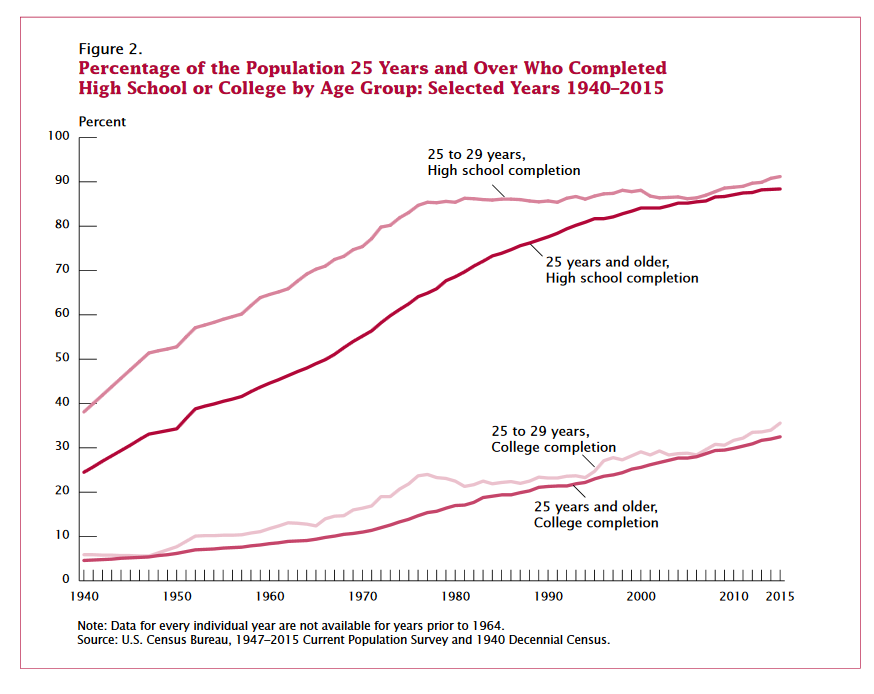 Figure 2.
Percentage of the Population 25 Years and Over Who Completed
High School or College by Age Group: Selected Years 1940–2015
Percent
100
90
80
70
60
50
40
30
20
10
0
25 to 29 years,
High school completion
25 years and older,
High school completion
25 to 29 years,
College completion
25 years and older,
College completion
1940 1950 1960 1970 1980 1990 2000 2010 2015
Note: Data for every individual year are not available for years prior to 1964.
Source: U.S. Census Bureau, 1947–2015 Current Population Survey and 1940 Decennial Census.